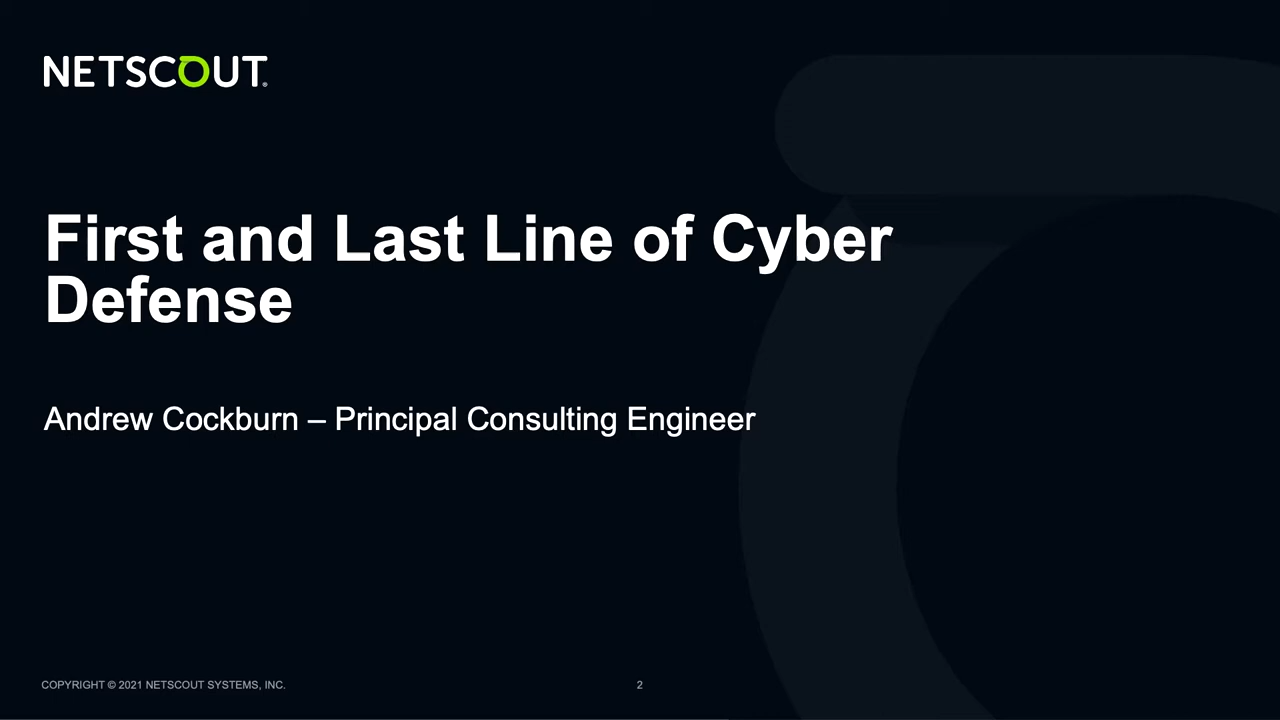 NETSCOUT®
First and Last Line of Cyber
Defense
Andrew Cockburn – Principal Consulting Engineer
COPYRIGHT © 2021 NETSCOUT SYSTEMS, INC.
2